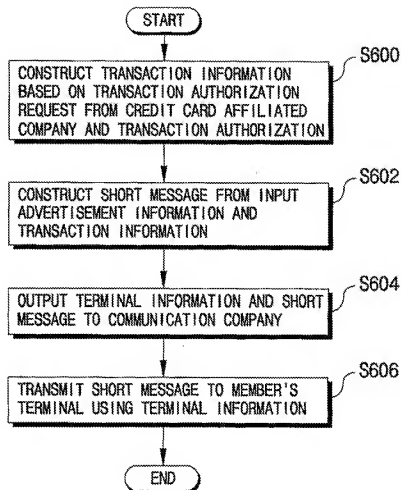 START
S600
CONSTRUCT TRANSACTION INFORMATION
BASED ON TRANSACTION AUTHORIZATION
REQUEST FROM CREDIT CARD AFFILIATED
COMPANY AND TRANSACTION AUTHORIZATION
S602
CONSTRUCT SHORT MESSAGE FROM INPUT
ADVERTISEMENT INFORMATION AND
TRANSACTION INFORMATION
S604
OUTPUT TERMINAL INFORMATION AND SHORT
MESSAGE TO COMMUNICATION COMPANY
S606
TRANSMIT SHORT MESSAGE TO MEMBER'S
TERMINAL USING TERMINAL INFORMATION
END